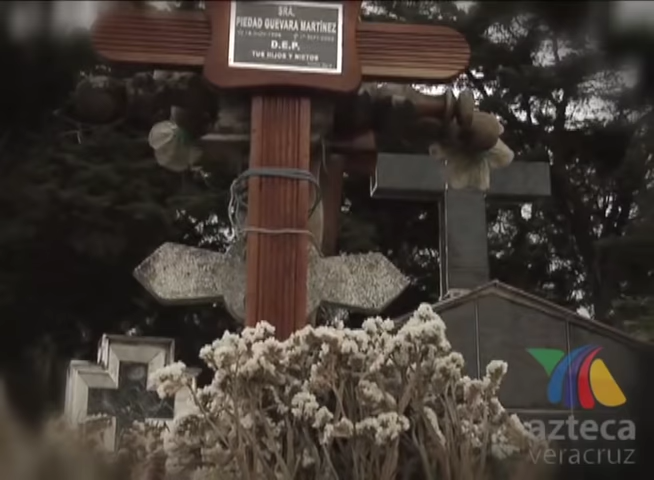 SRA.
PIEDAD GUEVARA MARTÍNEZ
D.E.P.
TUS HIJOS Y NIETOS
azteca
veracruz